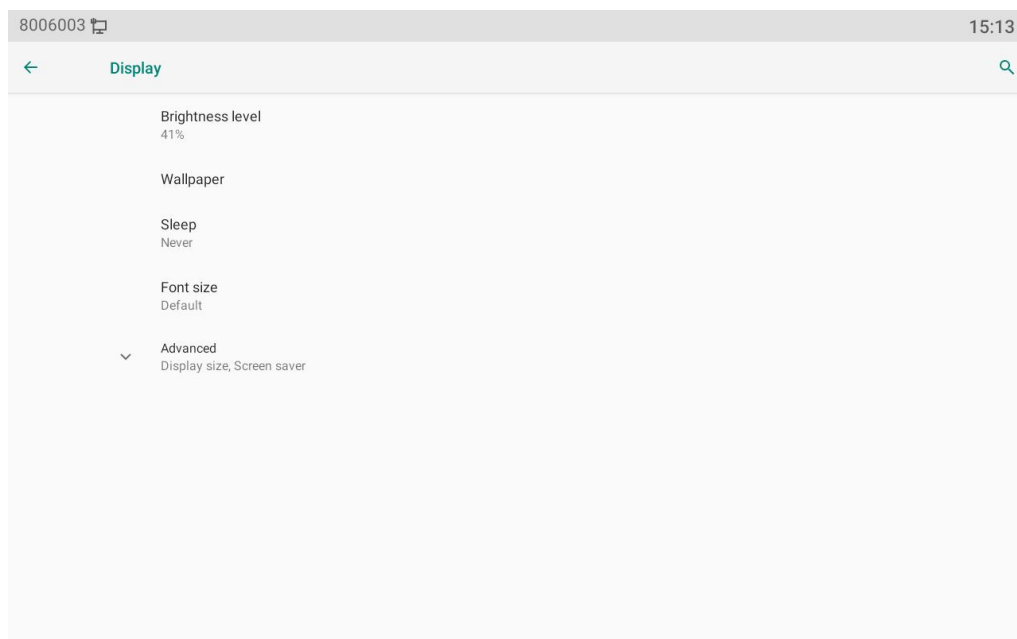 8006003
15:13
Display
Brightness level
41%
Wallpaper
Sleep
Never
Font size
Default
Advanced
Display size, Screen saver